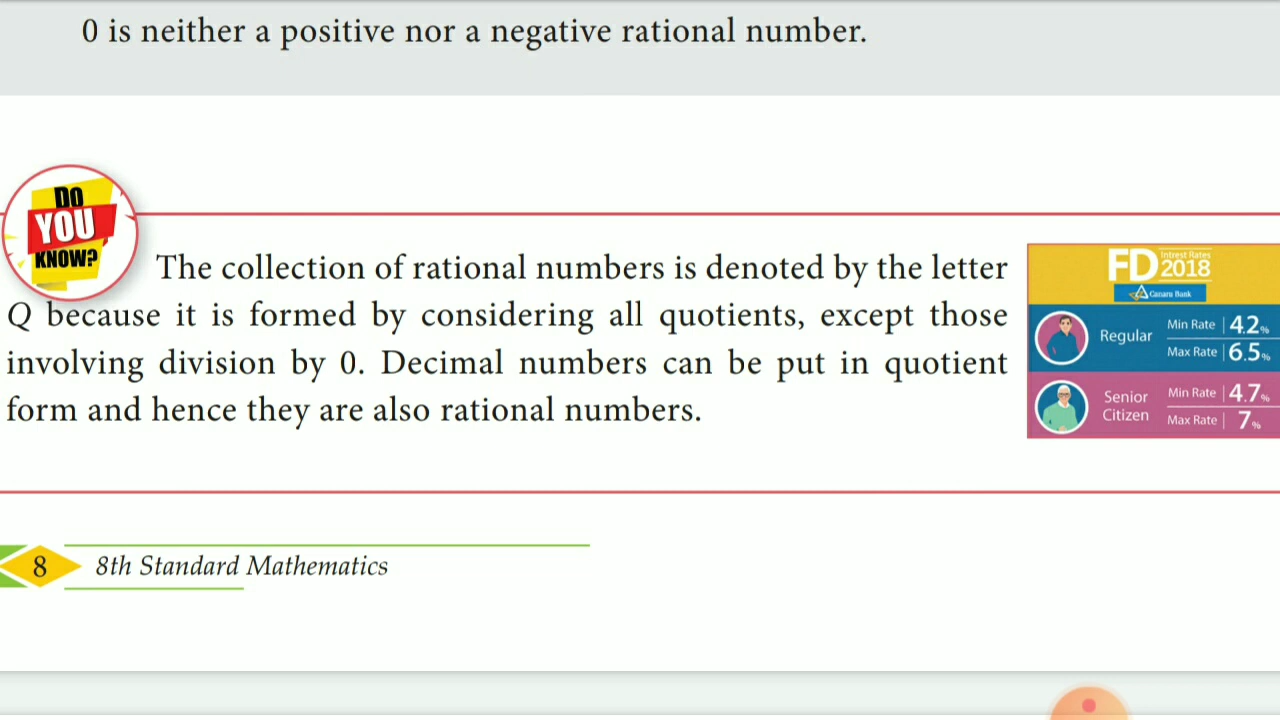 0 is neither a positive nor a negative rational number.
DO
YOU
KNOW?
The collection of rational numbers is denoted by the letter
Q because it is formed by considering all quotients, except those
involving division by 0. Decimal numbers can be put in quotient
form and hence they are also rational numbers.
FD Intrest Rates
2018
Canara Bank
Regular
Min Rate 4.2%
Max Rate 6.5%
Senior
Citizen
Min Rate 4.7%
Max Rate 7%
8 8th Standard Mathematics